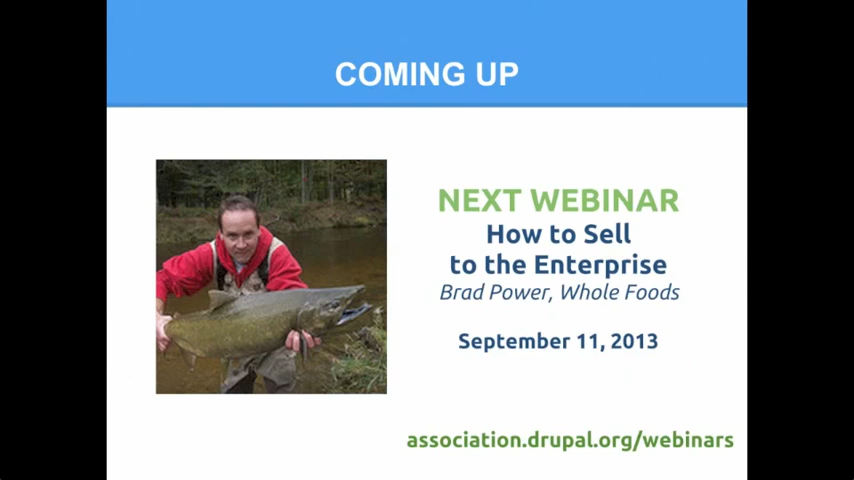 COMING UP
NEXT WEBINAR
How to Sell
to the Enterprise
Brad Power, Whole Foods
September 11, 2013
association.drupal.org/webinars